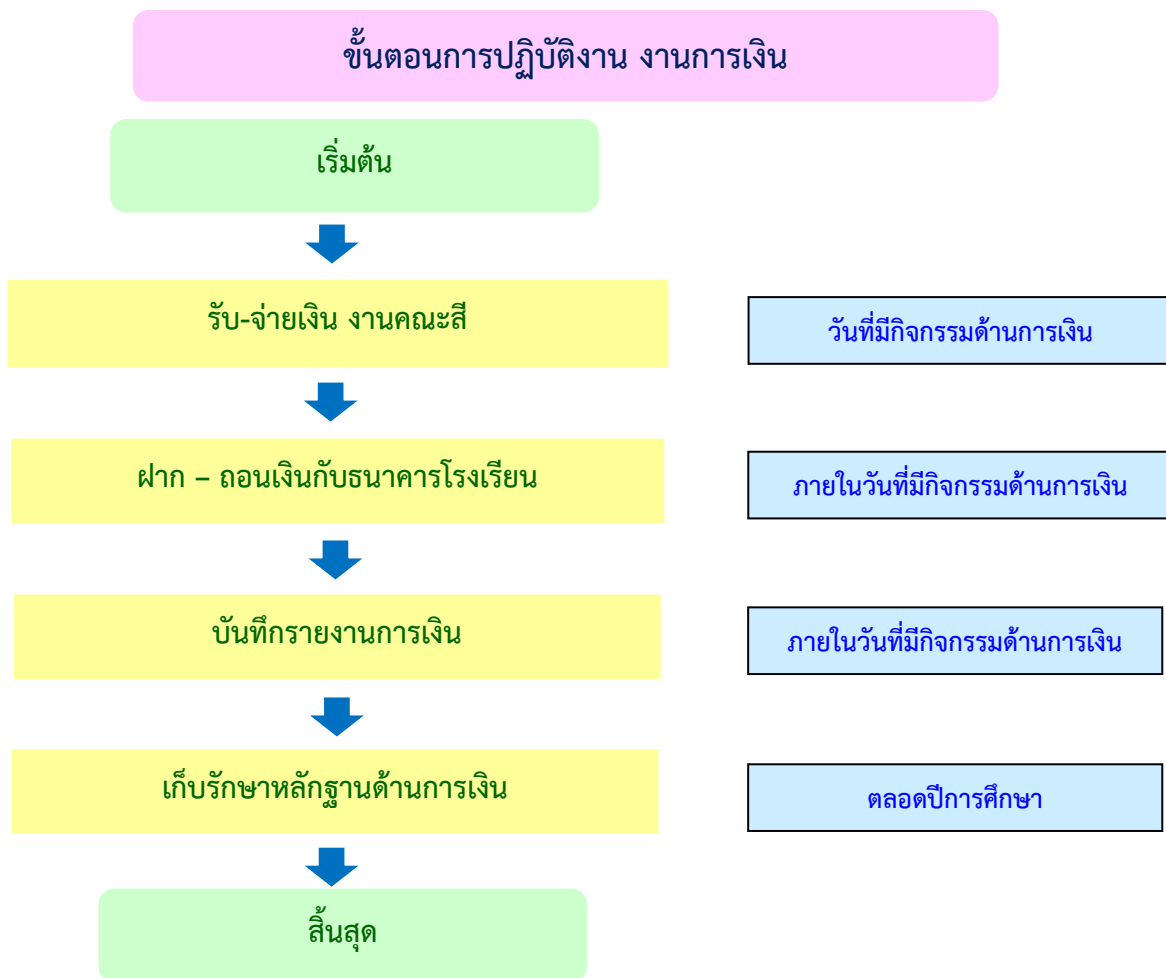 ขั้นตอนการปฏิบัติงาน งานการเงิน
เริ่มต้น
รับ-จ่ายเงิน งานคณะสี
วันที่มีกิจกรรมด้านการเงิน
ฝาก – ถอนเงินกับธนาคารโรงเรียน
ภายในวันที่มีกิจกรรมด้านการเงิน
บันทึกรายงานการเงิน
ภายในวันที่มีกิจกรรมด้านการเงิน
เก็บรักษาหลักฐานด้านการเงิน
ตลอดปีการศึกษา
สิ้นสุด